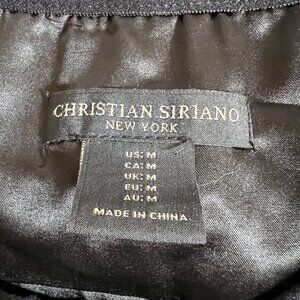 CHRISTIAN SIRIANO
NEW YORK
US: M
CA: M
UK: M
EU: M
AU: M
MADE IN CHINA